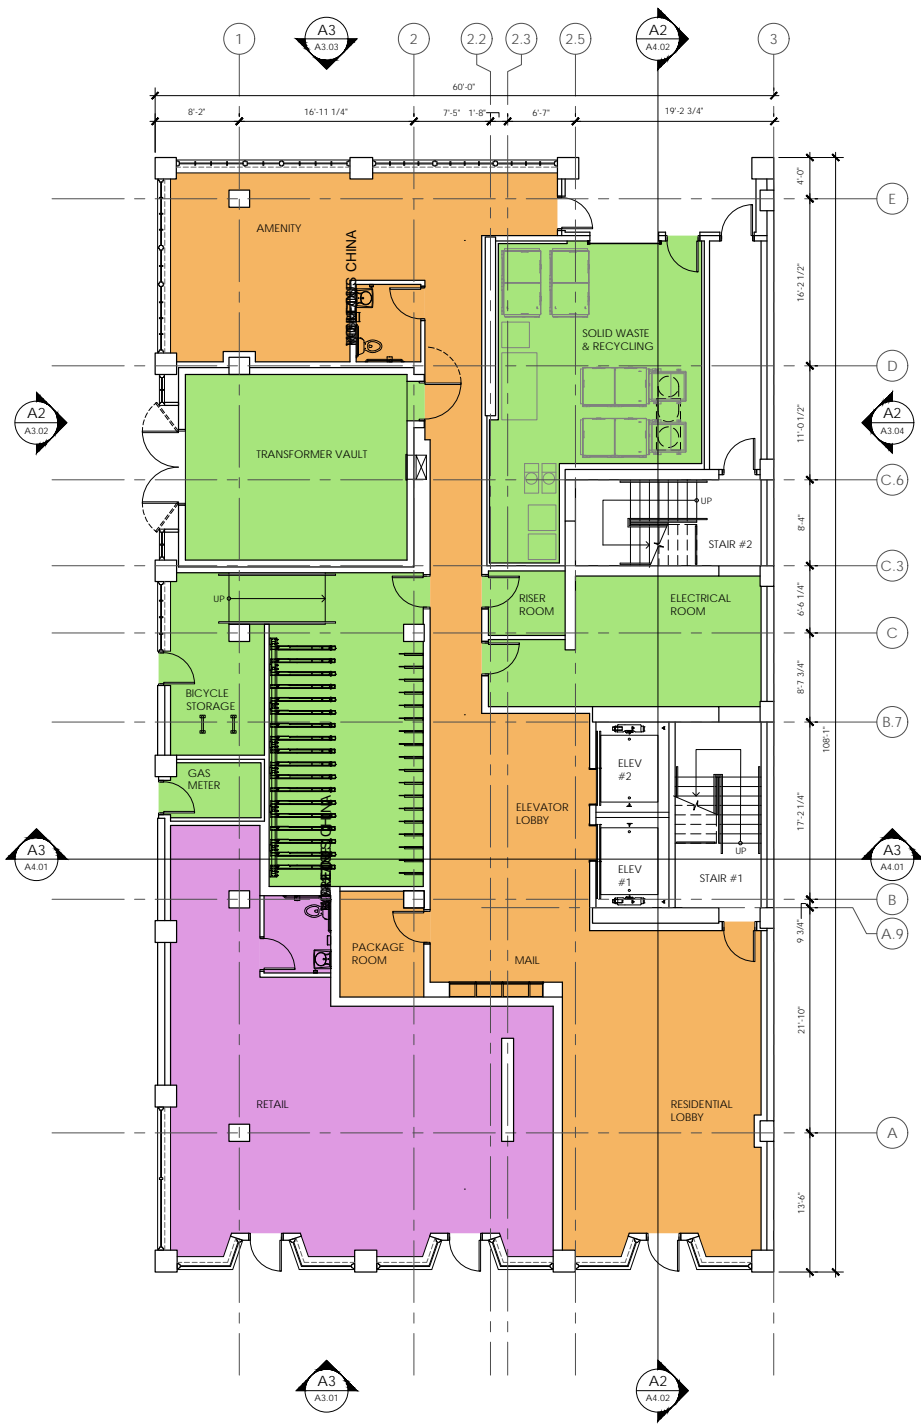 A3
A3.03
A2
A4.02
1
2
2.2
2.3
2.5
3
60'-0"
8'-2"
16'-11 1/4"
7'-5"
1'-8"
6'-7"
19'-2 3/4"
4'-0"
E
AMENITY
CHINA
16'-2 1/2"
SOLID WASTE
& RECYCLING
D
A2
A3.02
11'-0 1/2"
A2
A3.04
TRANSFORMER VAULT
C.6
UP
8'-4"
STAIR #2
C.3
UP
RISER
ROOM
ELECTRICAL
ROOM
6'-6 1/4"
C
8'-7 3/4"
BICYCLE
STORAGE
B.7
108'-1"
GAS
METER
ELEV
#2
ELEVATOR
LOBBY
17'-2 1/4"
CHINA
A3
A4.01
UP
A3
A4.01
ELEV
#1
STAIR #1
B
9 3/4"
A.9
PACKAGE
ROOM
MAIL
21'-10"
RETAIL
RESIDENTIAL
LOBBY
A
13'-6"
A3
A3.01
A2
A4.02